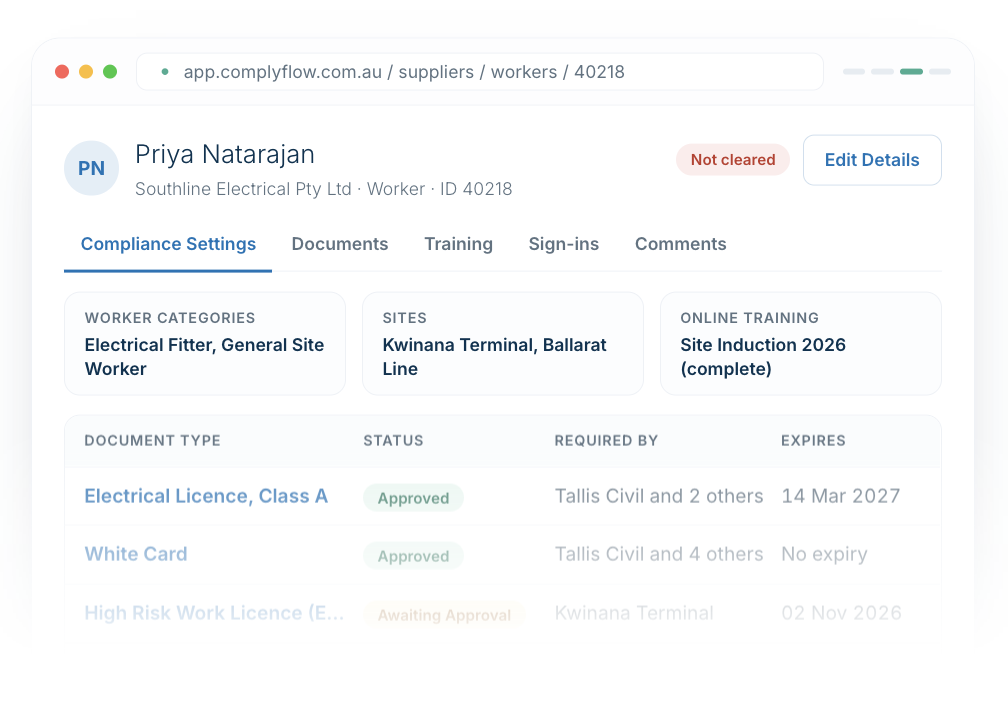 app.complyflow.com.au / suppliers / workers / 40218
PN
Priya Natarajan
Southline Electrical Pty Ltd · Worker · ID 40218
Not cleared
Edit Details
Compliance Settings
Documents
Training
Sign-ins
Comments
WORKER CATEGORIES
Electrical Fitter, General Site
Worker
SITES
Kwinana Terminal, Ballarat
Line
ONLINE TRAINING
Site Induction 2026
(complete)
DOCUMENT TYPE STATUS REQUIRED BY EXPIRES
Electrical Licence, Class A Approved Tallis Civil and 2 others 14 Mar 2027
White Card Approved Tallis Civil and 4 others No expiry
High Risk Work Licence (E... Awaiting Approval Kwinana Terminal 02 Nov 2026